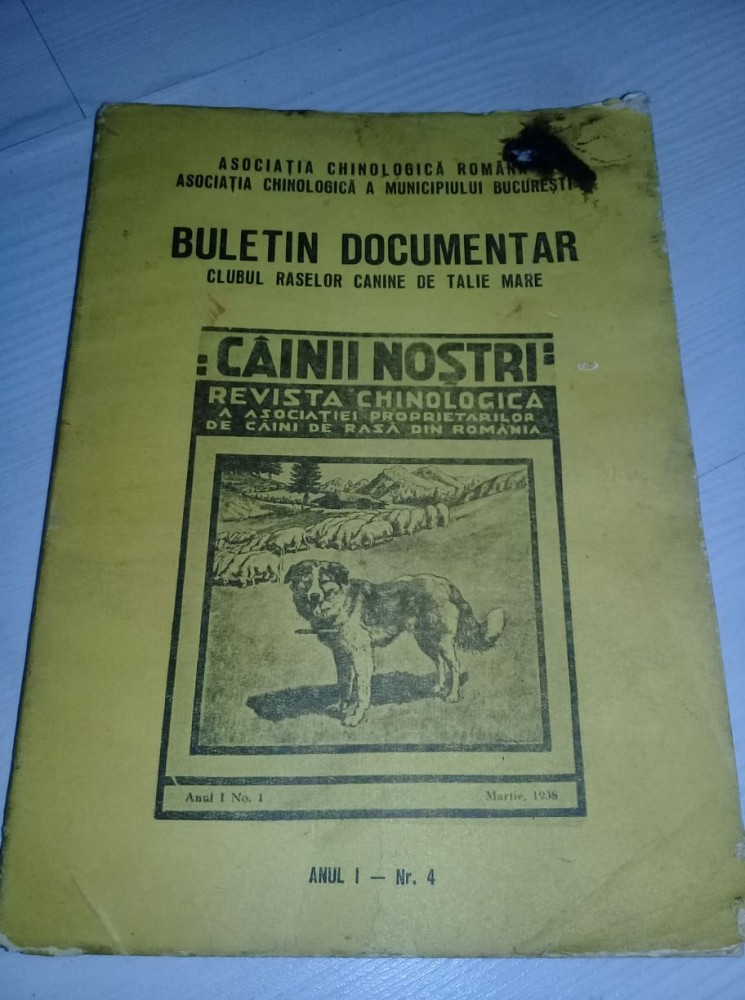 ASOCIAȚIA CHINOLOGICĂ ROMÂNĂ
ASOCIAȚIA CHINOLOGICĂ A MUNICIPIULUI BUCUREȘTI
BULETIN DOCUMENTAR
CLUBUL RASELOR CANINE DE TALIE MARE
CÂINII NOȘTRI
REVISTA CHINOLOGICĂ
A ASOCIAȚIEI PROPRIETARILOR
DE CÂINI DE RASĂ DIN ROMÂNIA
Anul I No. 1
Martie, 1938
ANUL I — Nr. 4